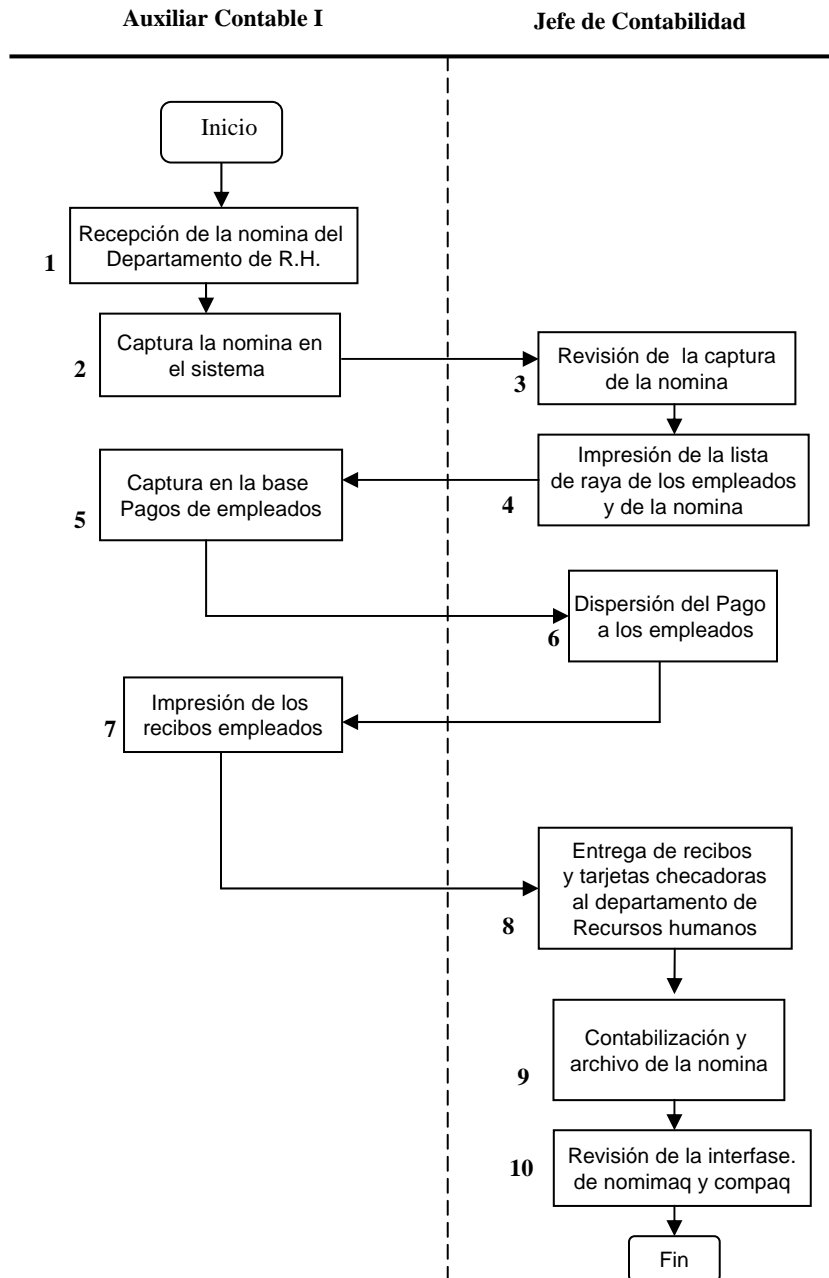 Auxiliar Contable I
Jefe de Contabilidad
Inicio
Recepción de la nomina del
Departamento de R.H.
1
Captura la nomina en
el sistema
2
Revisión de la captura
de la nomina
3
Impresión de la lista
de raya de los empleados
y de la nomina
4
Captura en la base
Pagos de empleados
5
Dispersión del Pago
a los empleados
6
Impresión de los
recibos empleados
7
Entrega de recibos
y tarjetas checadoras
al departamento de
Recursos humanos
8
Contabilización y
archivo de la nomina
9
Revisión de la interfase.
de nomimaq y compaq
10
Fin